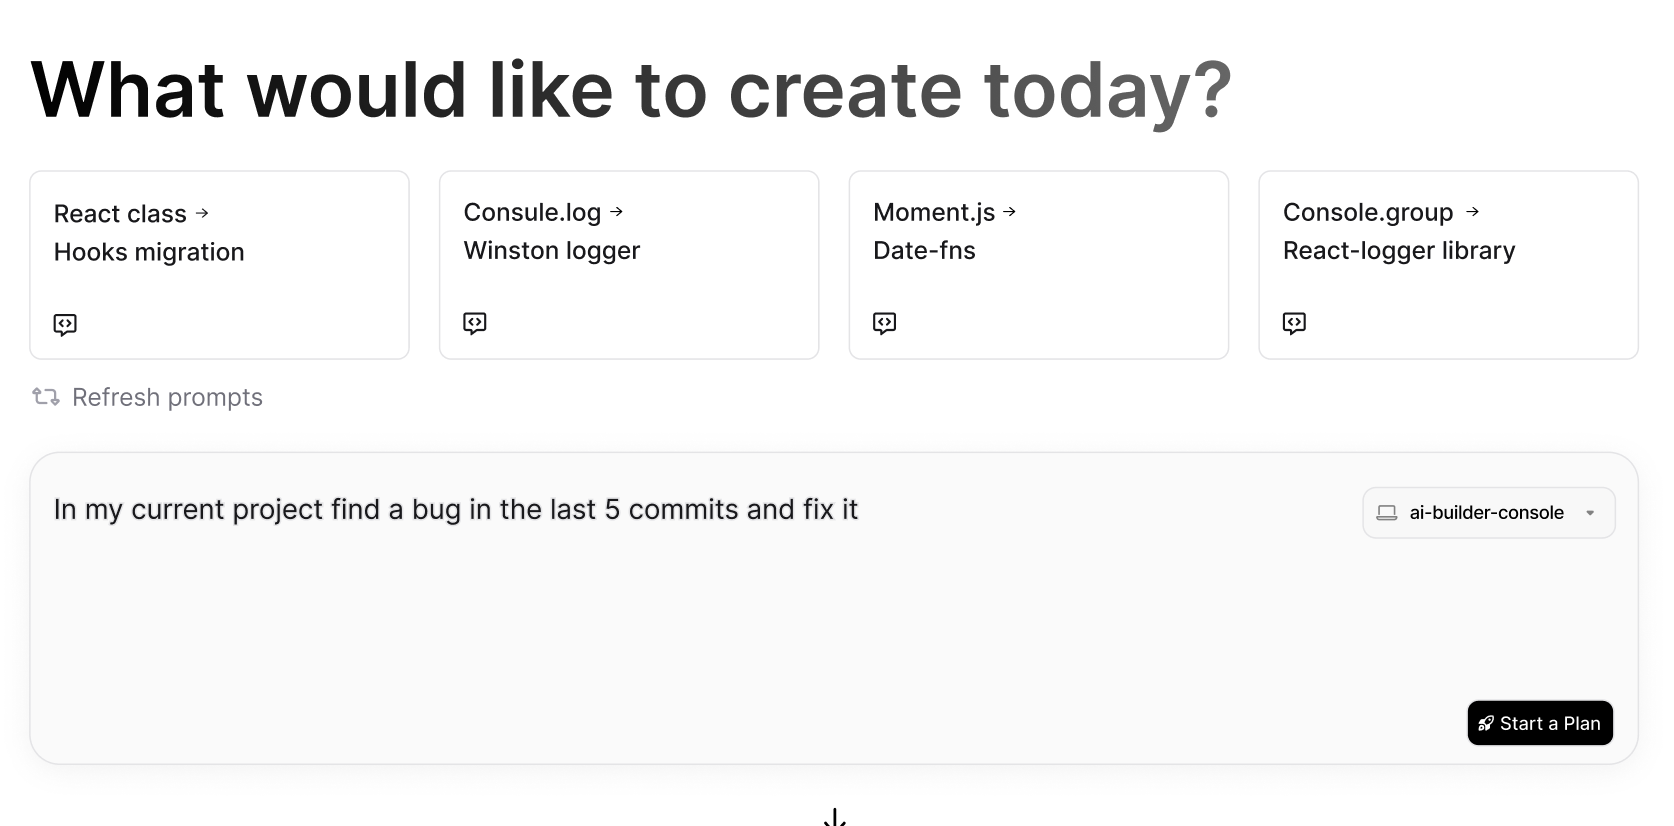 What would like to create today?
React class →
Hooks migration
Consule.log →
Winston logger
Moment.js →
Date-fns
Console.group →
React-logger library
Refresh prompts
In my current project find a bug in the last 5 commits and fix it
ai-builder-console
Start a Plan